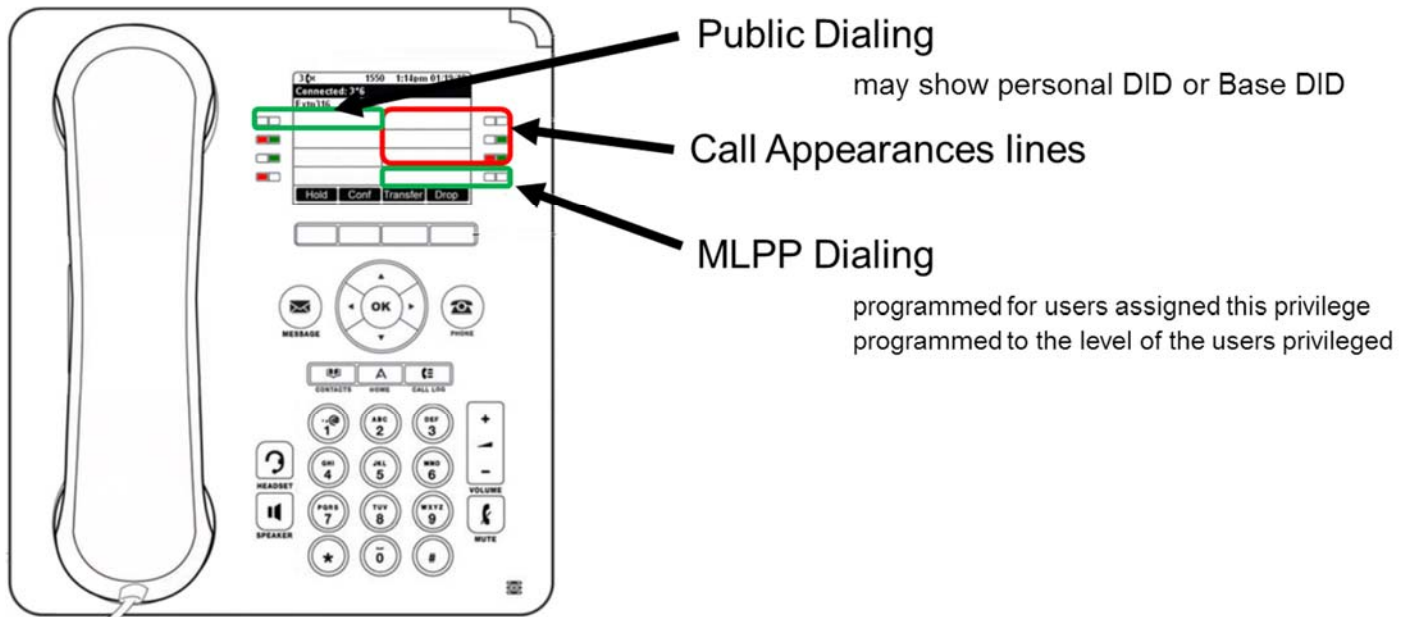 Public Dialing
may show personal DID or Base DID
Call Appearances lines
MLPP Dialing
programmed for users assigned this privilege
programmed to the level of the users privileged
1550 1:14pm
Connected:
Hold Conf Transfer Drop
OK
MESSAGE
PHONE
CONTACTS HOME CALL LOG
1
ABC
2
DEF
3
+
GHI
4
JKL
5
MNO
6
-
HEADSET
VOLUME
PQRS
7
TUV
8
WXYZ
9
SPEAKER
MUTE
*
0
#